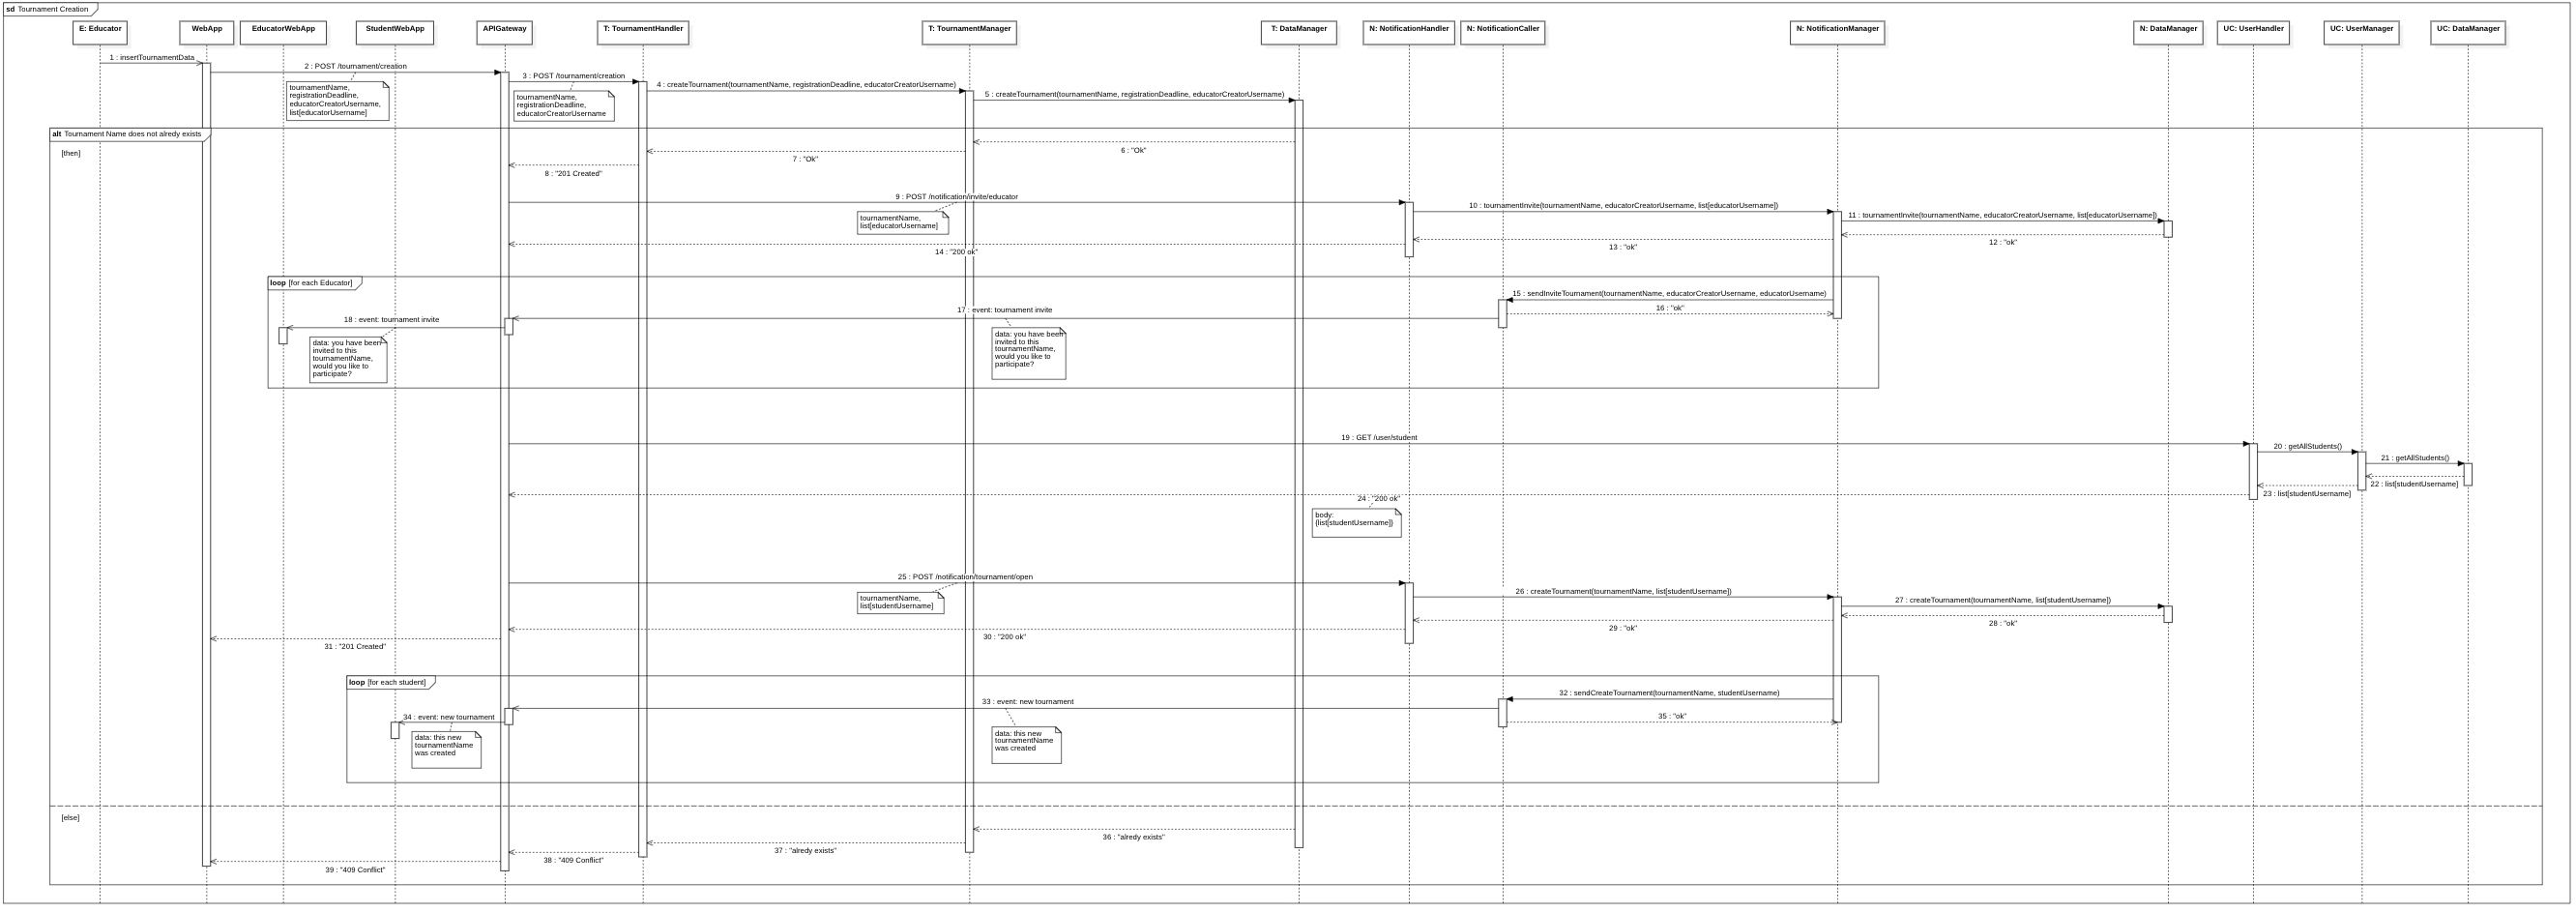 sd Tournament Creation
E: Educator
WebApp
EducatorWebApp
StudentWebApp
APIGateway
T: TournamentHandler
T: TournamentManager
T: DataManager
N: NotificationHandler
N: NotificationCaller
N: NotificationManager
N: DataManager
UC: UserHandler
UC: UserManager
UC: DataManager
1 : insertTournamentData
2 : POST /tournament/creation
tournamentName,
registrationDeadline,
educatorCreatorUsername,
list[educatorUsername]
3 : POST /tournament/creation
tournamentName,
registrationDeadline,
educatorCreatorUsername
4 : createTournament(tournamentName, registrationDeadline, educatorCreatorUsername)
5 : createTournament(tournamentName, registrationDeadline, educatorCreatorUsername)
alt Tournament Name does not alredy exists
[then]
6 : "Ok"
7 : "Ok"
8 : "201 Created"
9 : POST /notification/invite/educator
tournamentName,
list[educatorUsername]
10 : tournamentInvite(tournamentName, educatorCreatorUsername, list[educatorUsername])
11 : tournamentInvite(tournamentName, educatorCreatorUsername, list[educatorUsername])
12 : "ok"
13 : "ok"
14 : "200 ok"
loop [for each Educator]
15 : sendInviteTournament(tournamentName, educatorCreatorUsername, educatorUsername)
16 : "ok"
17 : event: tournament invite
data: you have been
invited to this
tournamentName,
would you like to
participate?
18 : event: tournament invite
data: you have been
invited to this
tournamentName,
would you like to
participate?
19 : GET /user/student
20 : getAllStudents()
21 : getAllStudents()
22 : list[studentUsername]
23 : list[studentUsername]
24 : "200 ok"
body:
{list[studentUsername]}
25 : POST /notification/tournament/open
tournamentName,
list[studentUsername]
26 : createTournament(tournamentName, list[studentUsername])
27 : createTournament(tournamentName, list[studentUsername])
28 : "ok"
29 : "ok"
30 : "200 ok"
31 : "201 Created"
loop [for each student]
32 : sendCreateTournament(tournamentName, studentUsername)
33 : event: new tournament
data: this new
tournamentName
was created
34 : event: new tournament
data: this new
tournamentName
was created
35 : "ok"
[else]
36 : "alredy exists"
37 : "alredy exists"
38 : "409 Conflict"
39 : "409 Conflict"